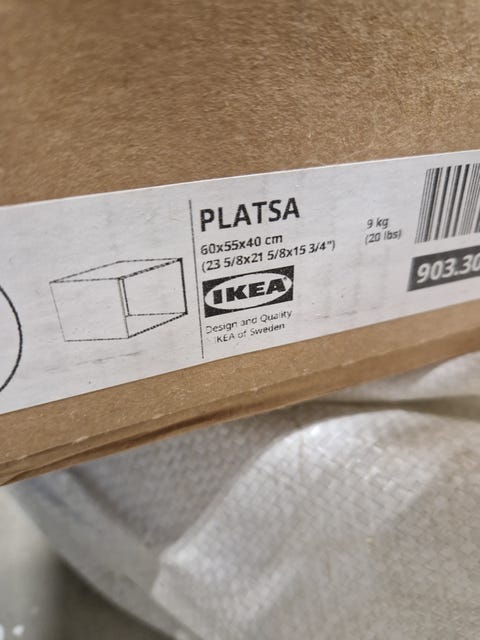 PLATSA
60x55x40 cm
(23 5/8x21 5/8x15 3/4")
9 kg
(20 lbs)
IKEA
Design and Quality
IKEA of Sweden
903.30